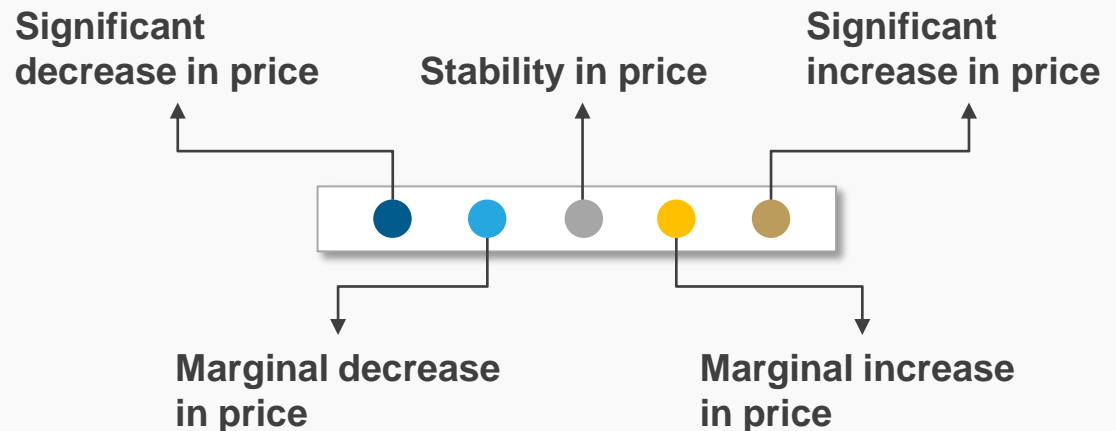 Significant
decrease in price
Stability in price
Significant
increase in price
Marginal decrease
in price
Marginal increase
in price